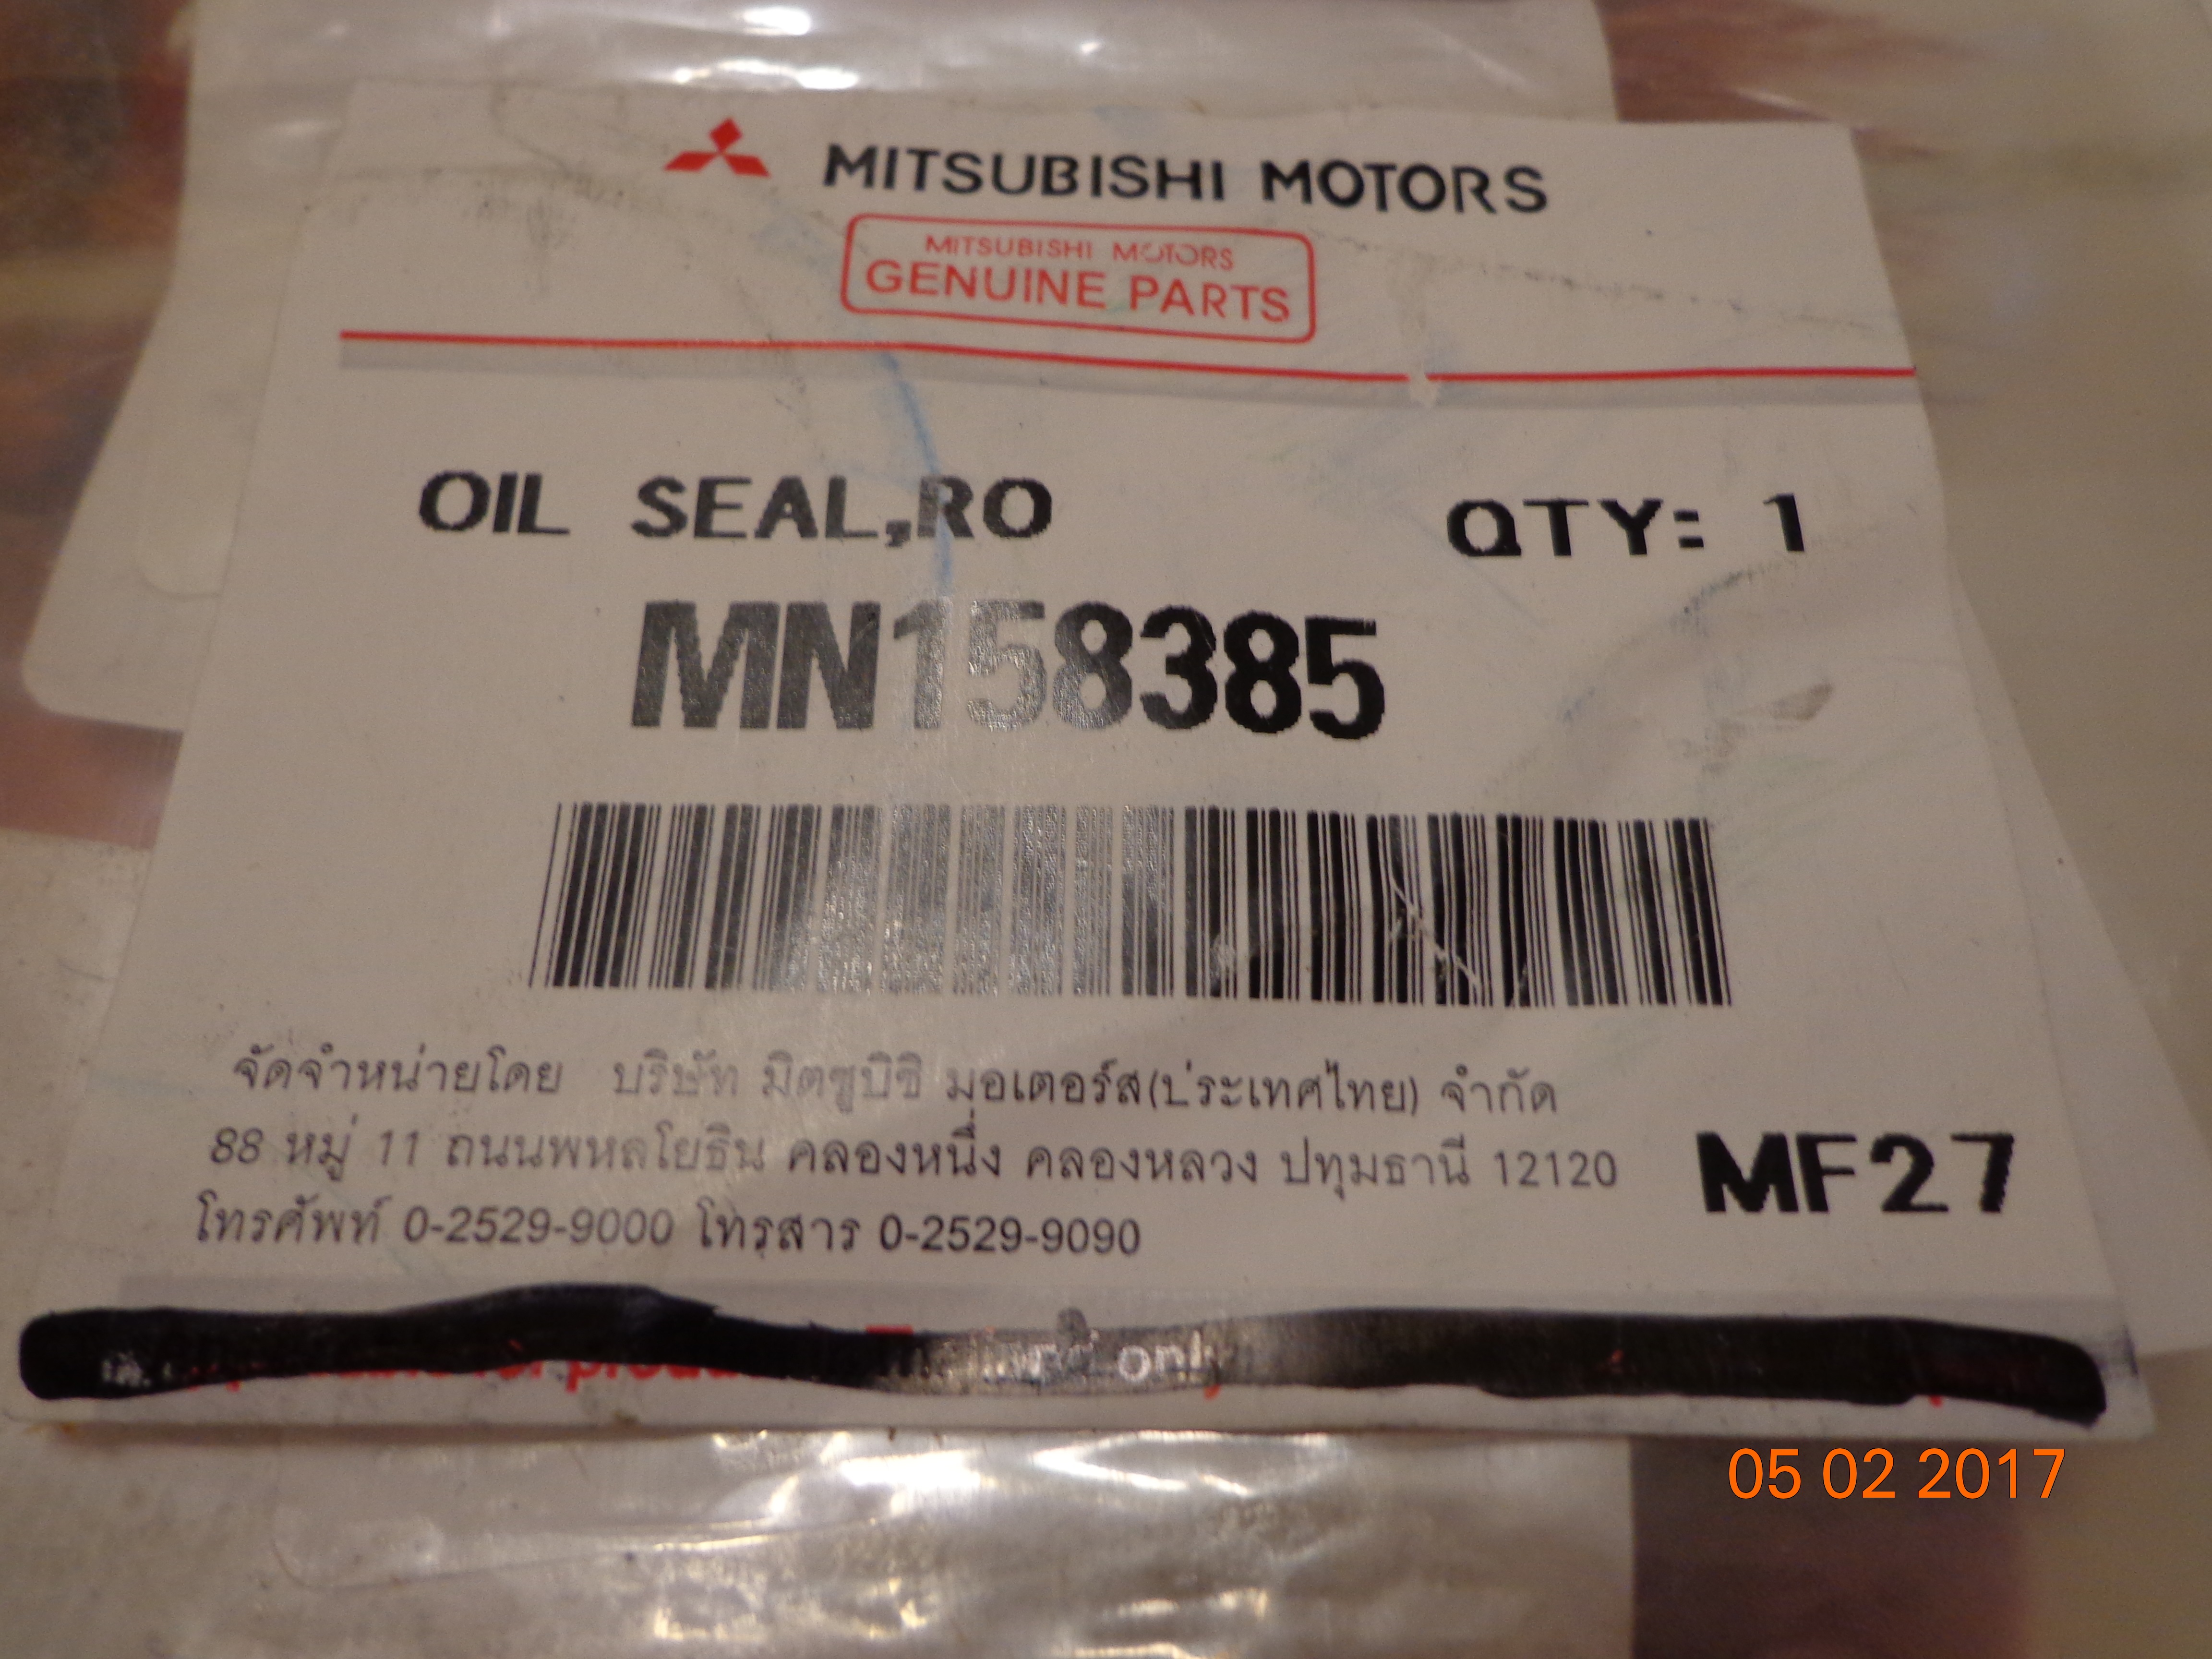 MITSUBISHI MOTORS
MITSUBISHI MOTORS
GENUINE PARTS
OIL SEAL,RO QTY: 1
MN158385
จัดจำหน่ายโดย บริษัท มิตซูบิชิ มอเตอร์ส(ประเทศไทย) จำกัด
88 หมู่ 11 ถนนพหลโยธิน คลองหนึ่ง คลองหลวง ปทุมธานี 12120
MF27
โทรศัพท์ 0-2529-9000 โทรสาร 0-2529-9090
only
05 02 2017